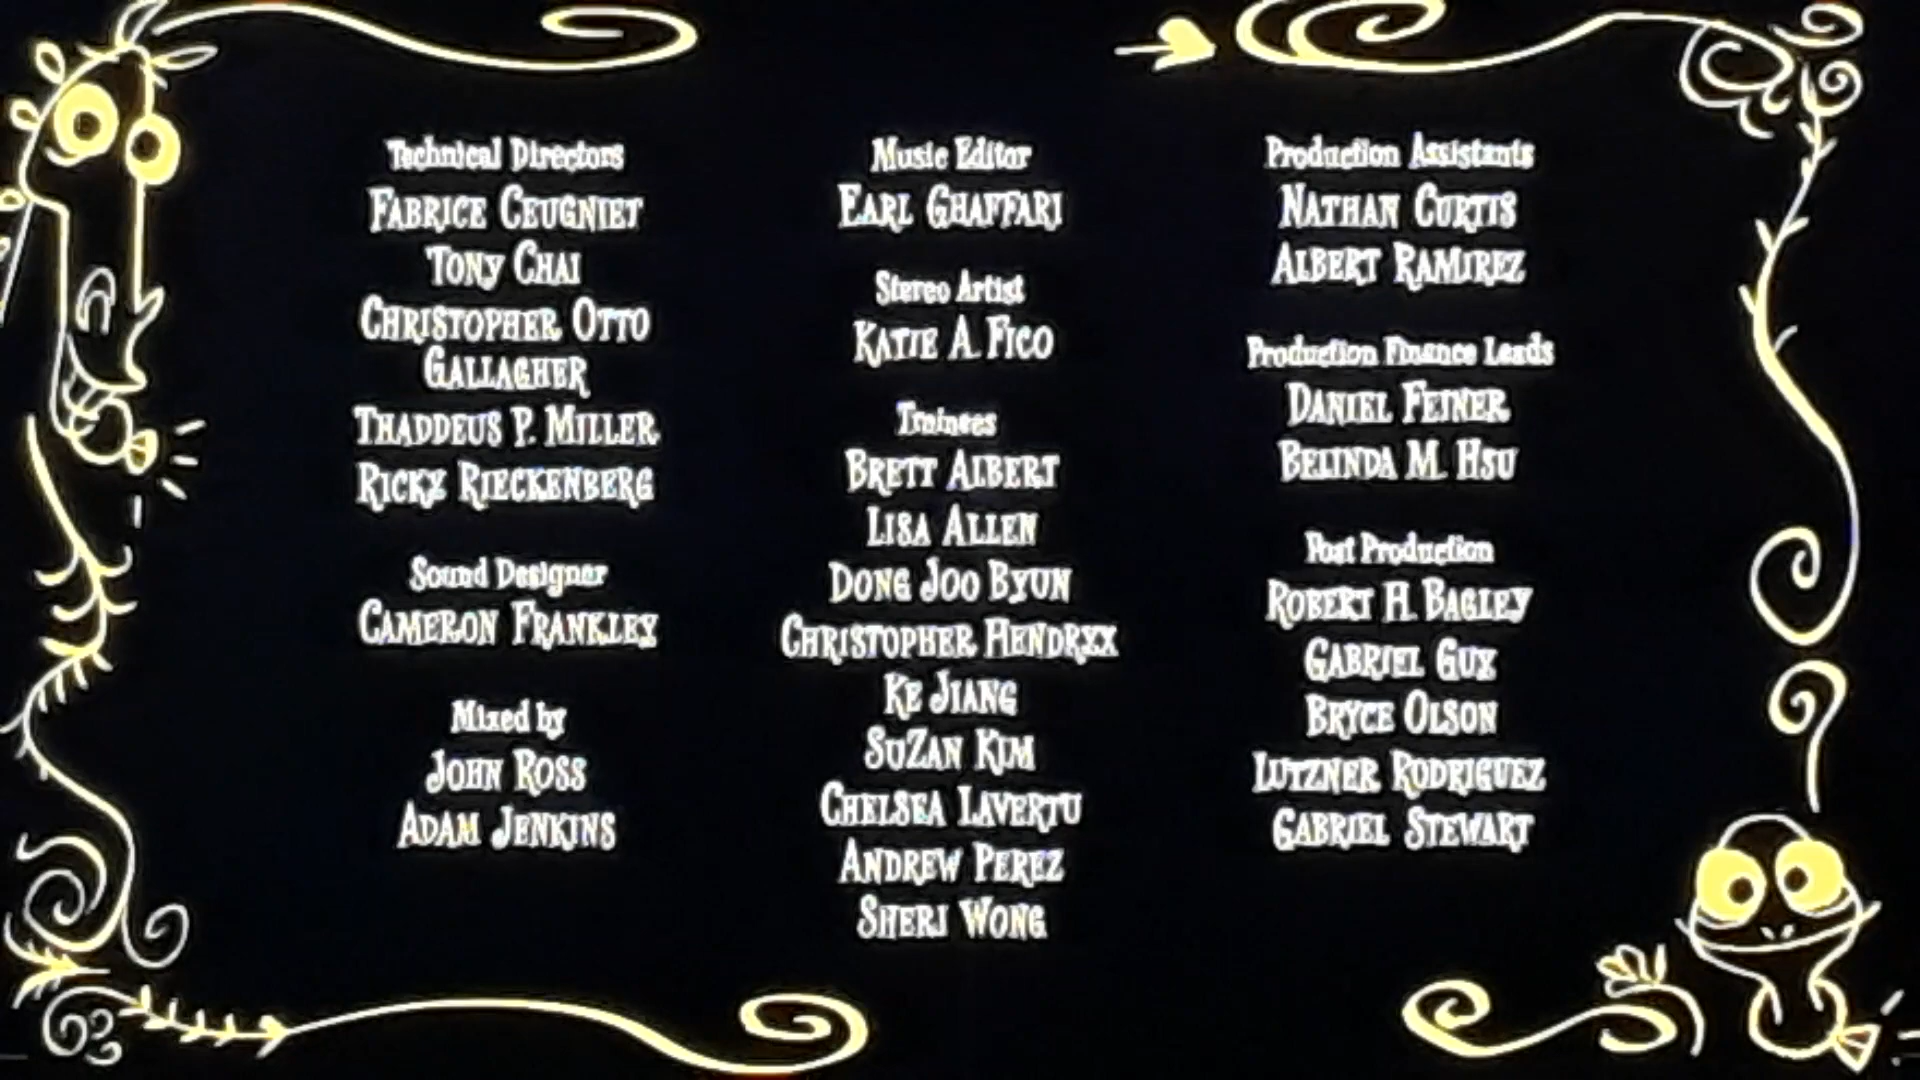 Technical Directors
FABRICE CEUGNIET
TONY CHAI
CHRISTOPHER OTTO
GALLAGHER
THADDEUS P. MILLER
RICKY RIECKENBERG
Sound Designer
CAMERON FRANKLEY
Mixed by
JOHN ROSS
ADAM JENKINS
Music Editor
EARL GHAFFARI
Stereo Artist
KATIE A. FICO
Trainees
BRETT ALBERT
LISA ALLEN
DONG JOO BYUN
CHRISTOPHER HENDRYX
KE JIANG
SUZAN KIM
CHELSEA LAVERTU
ANDREW PEREZ
SHERI WONG
Production Assistants
NATHAN CURTIS
ALBERT RAMIREZ
Production Finance Leads
DANIEL FEINER
BELINDA M. HSU
Post Production
ROBERT H. BAGLEY
GABRIEL GUY
BRYCE OLSON
LUTZNER RODRIGUEZ
GABRIEL STEWART